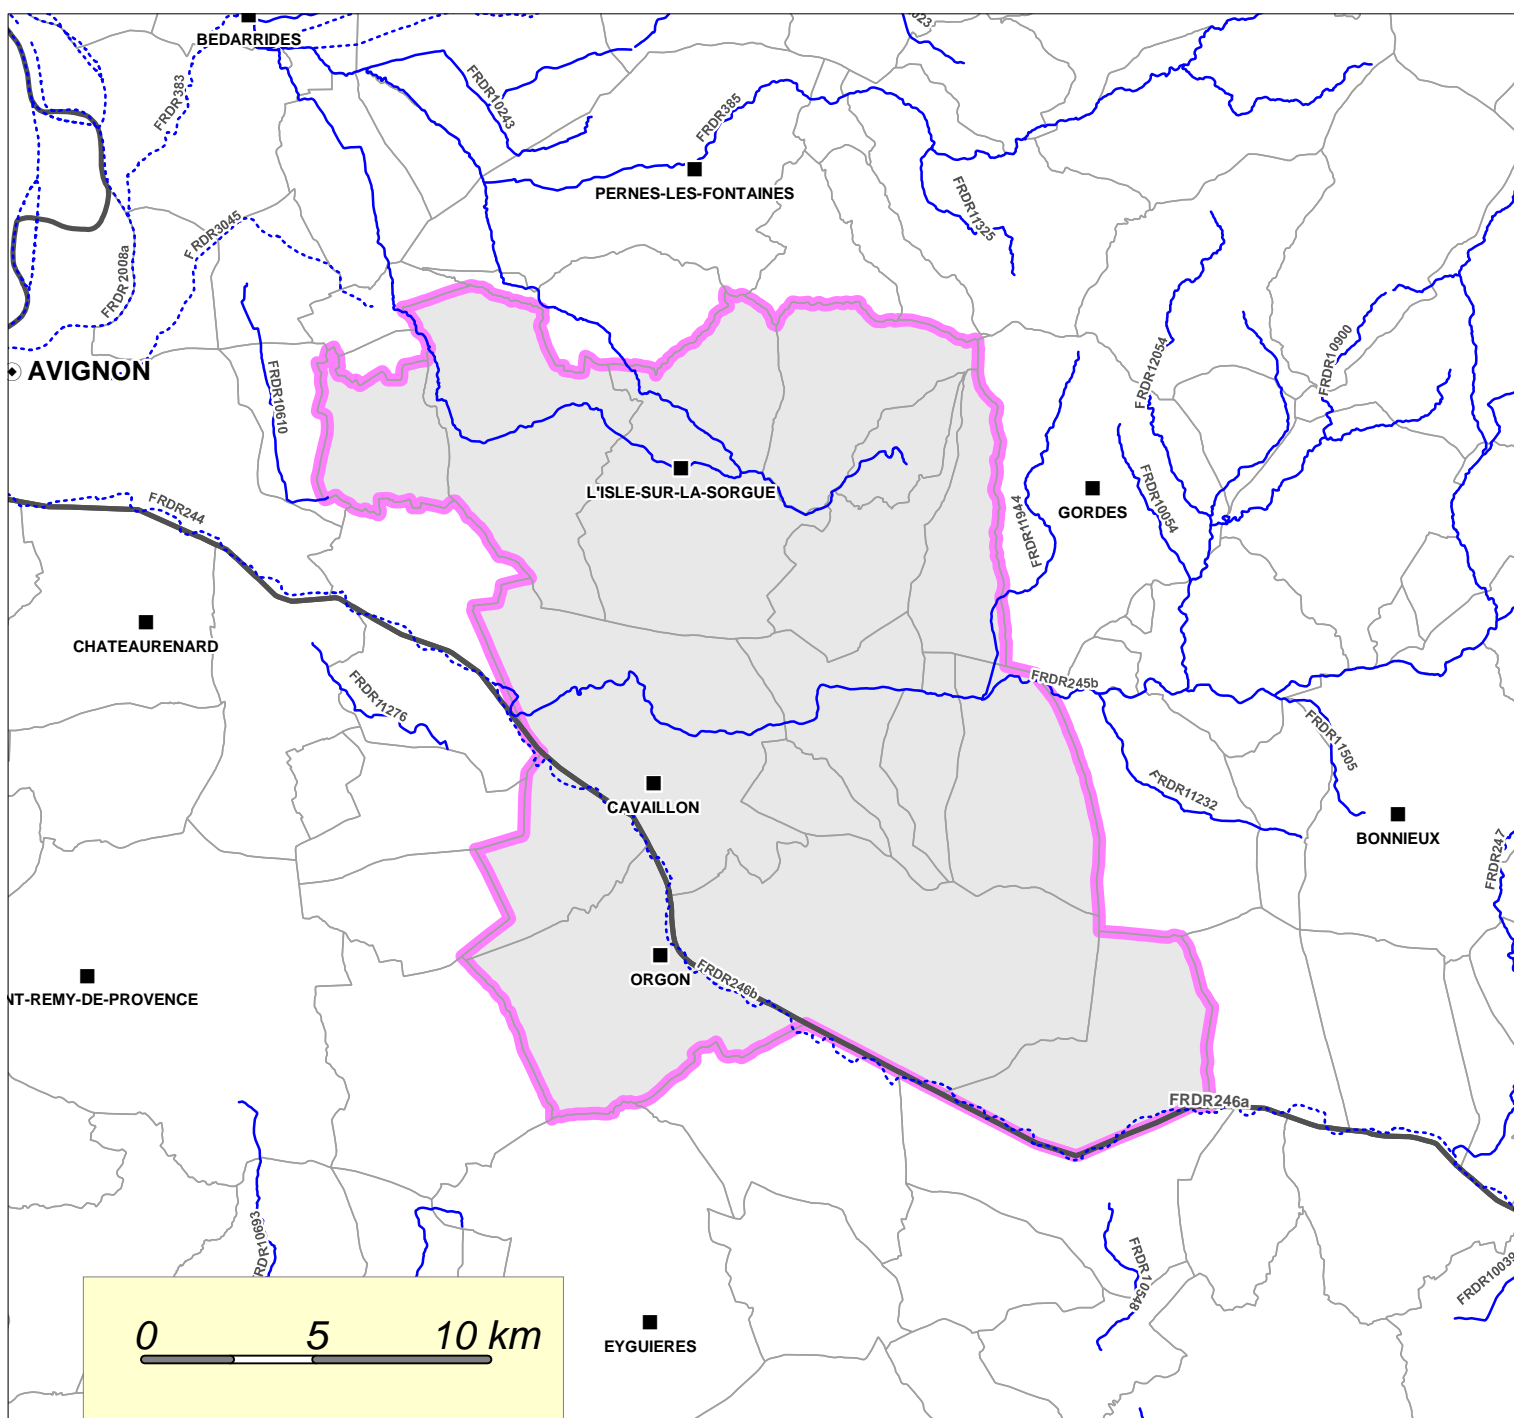 BEDARRIDES
FRDR383
FRDR10243
FRDR385
PERNES-LES-FONTAINES
FRDR11325
FRDR3045
FRDR2008a
AVIGNON
FRDR10610
FRDR12054
FRDR10900
L'ISLE-SUR-LA-SORGUE
GORDES
FRDR10054
FRDR11944
FRDR244
CHATEAURENARD
FRDR11276
FRDR245b
FRDR11505
FRDR11232
CAVAILLON
BONNIEUX
FRDR247
ORGON
FRDR246b
NT-REMY-DE-PROVENCE
FRDR246a
FRDR10693
FRDR10548
FRDR10039
0 5 10 km
EYGUIERES